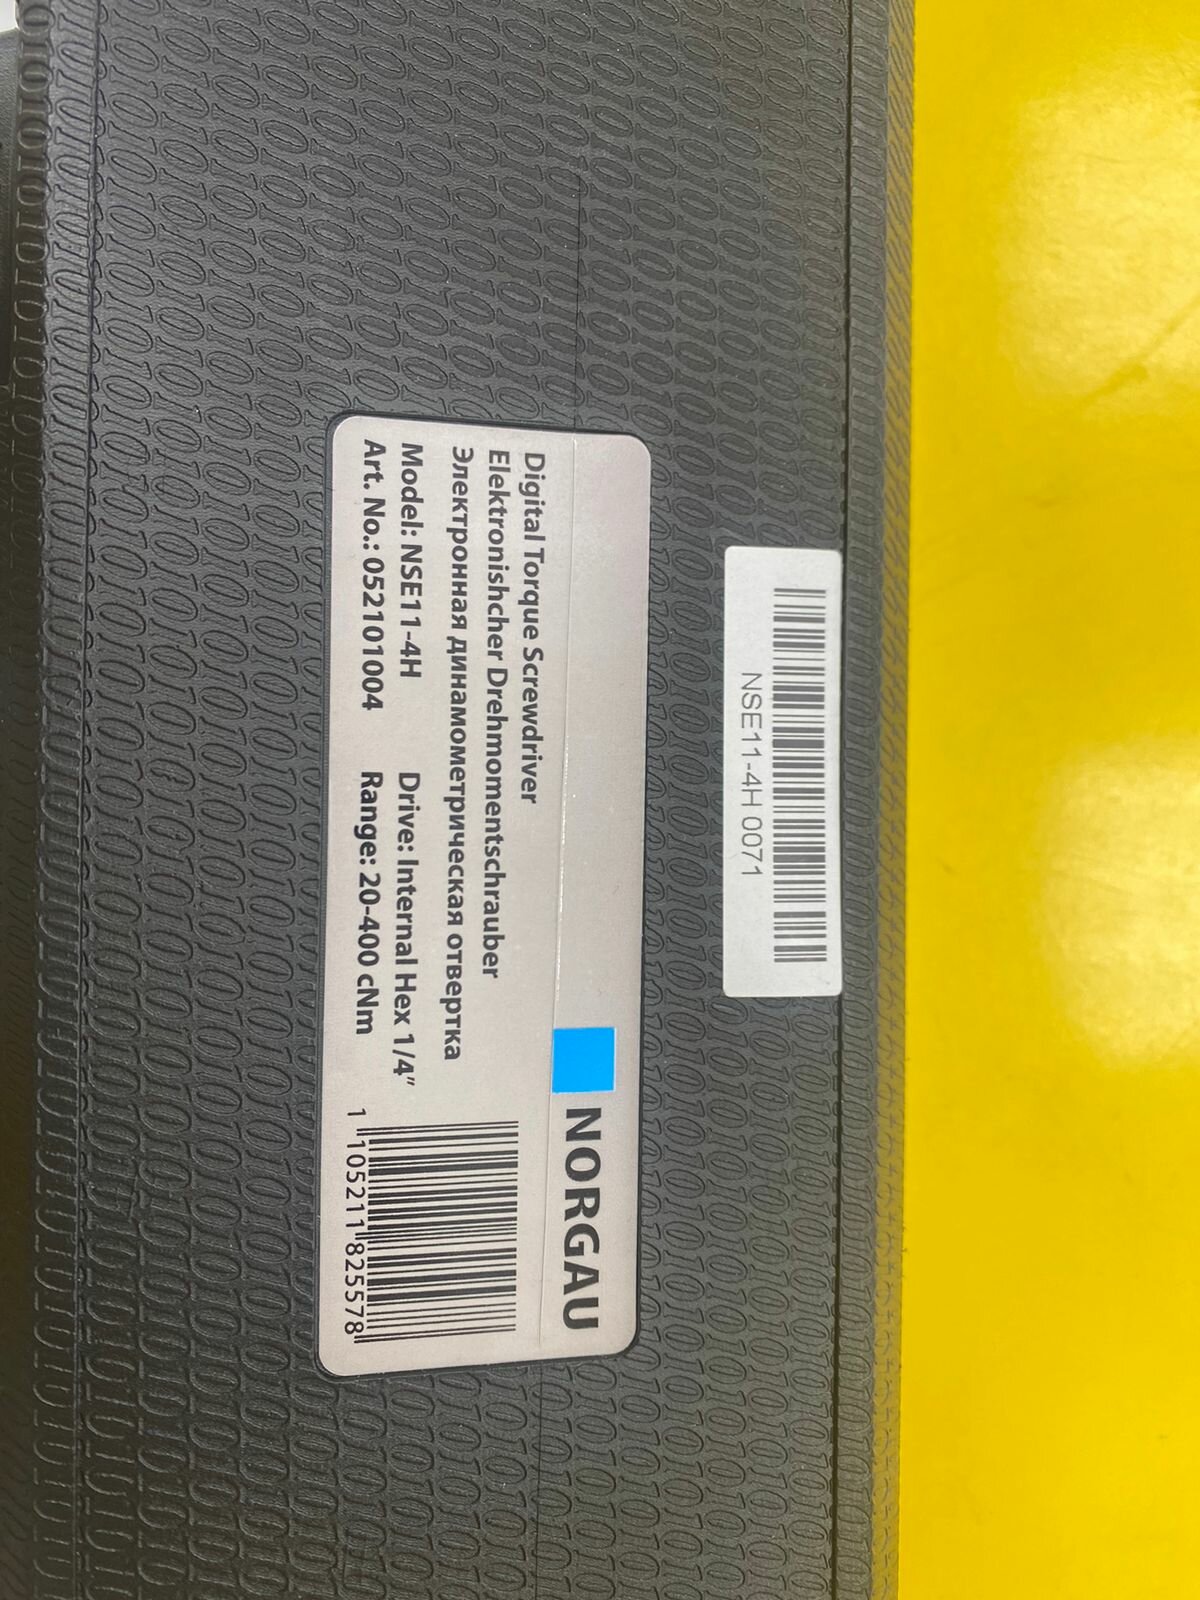 NSE11-4H 0071
NORGAU
Digital Torque Screwdriver
Elektronishcher Drehmomentschrauber
Электронная динамометрическая отвертка
Model: NSE11-4H Drive: Internal Hex 1/4"
Art. No.: 052101004 Range: 20-400 cNm
1 105211 825578